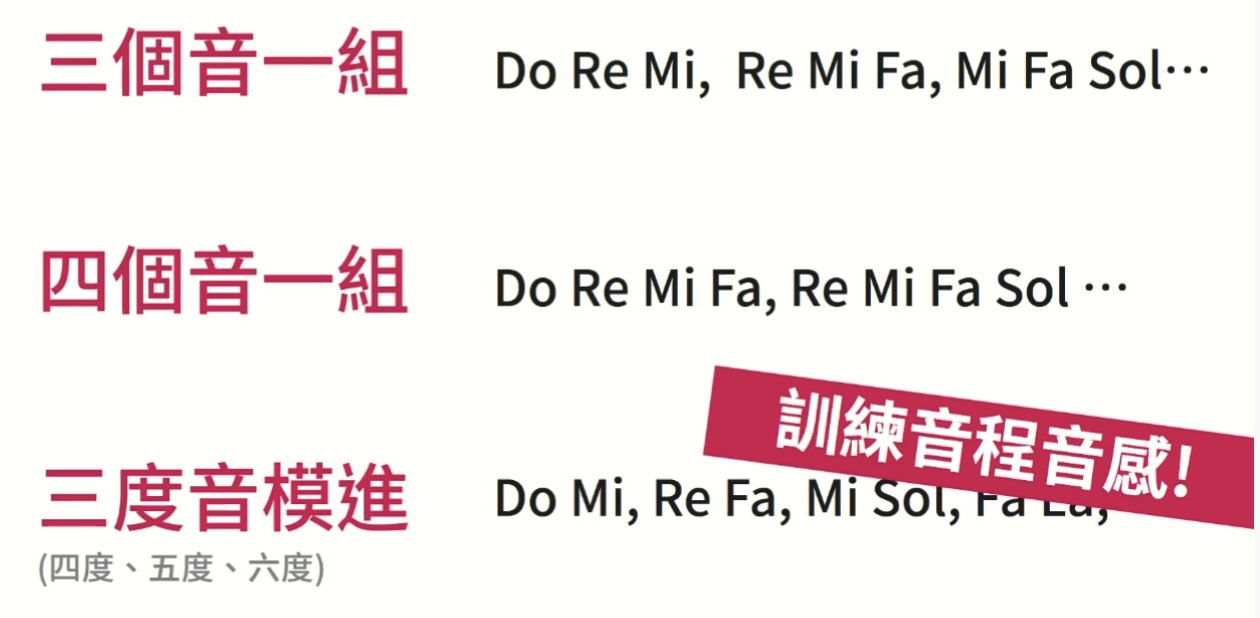 三個音一組 Do Re Mi, Re Mi Fa, Mi Fa Sol⋯
四個音一組 Do Re Mi Fa, Re Mi Fa Sol ⋯
訓練音程音感!
三度音模進 Do Mi, Re Fa, Mi Sol, Fa La,
(四度、五度、六度)